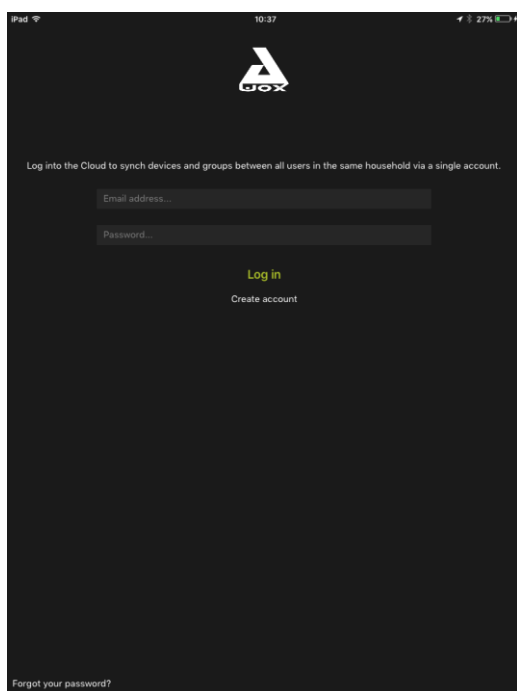 iPad 10:37 27%
AWOX
Log into the Cloud to synch devices and groups between all users in the same household via a single account.
Email address...
Password...
Log in
Create account
Forgot your password?